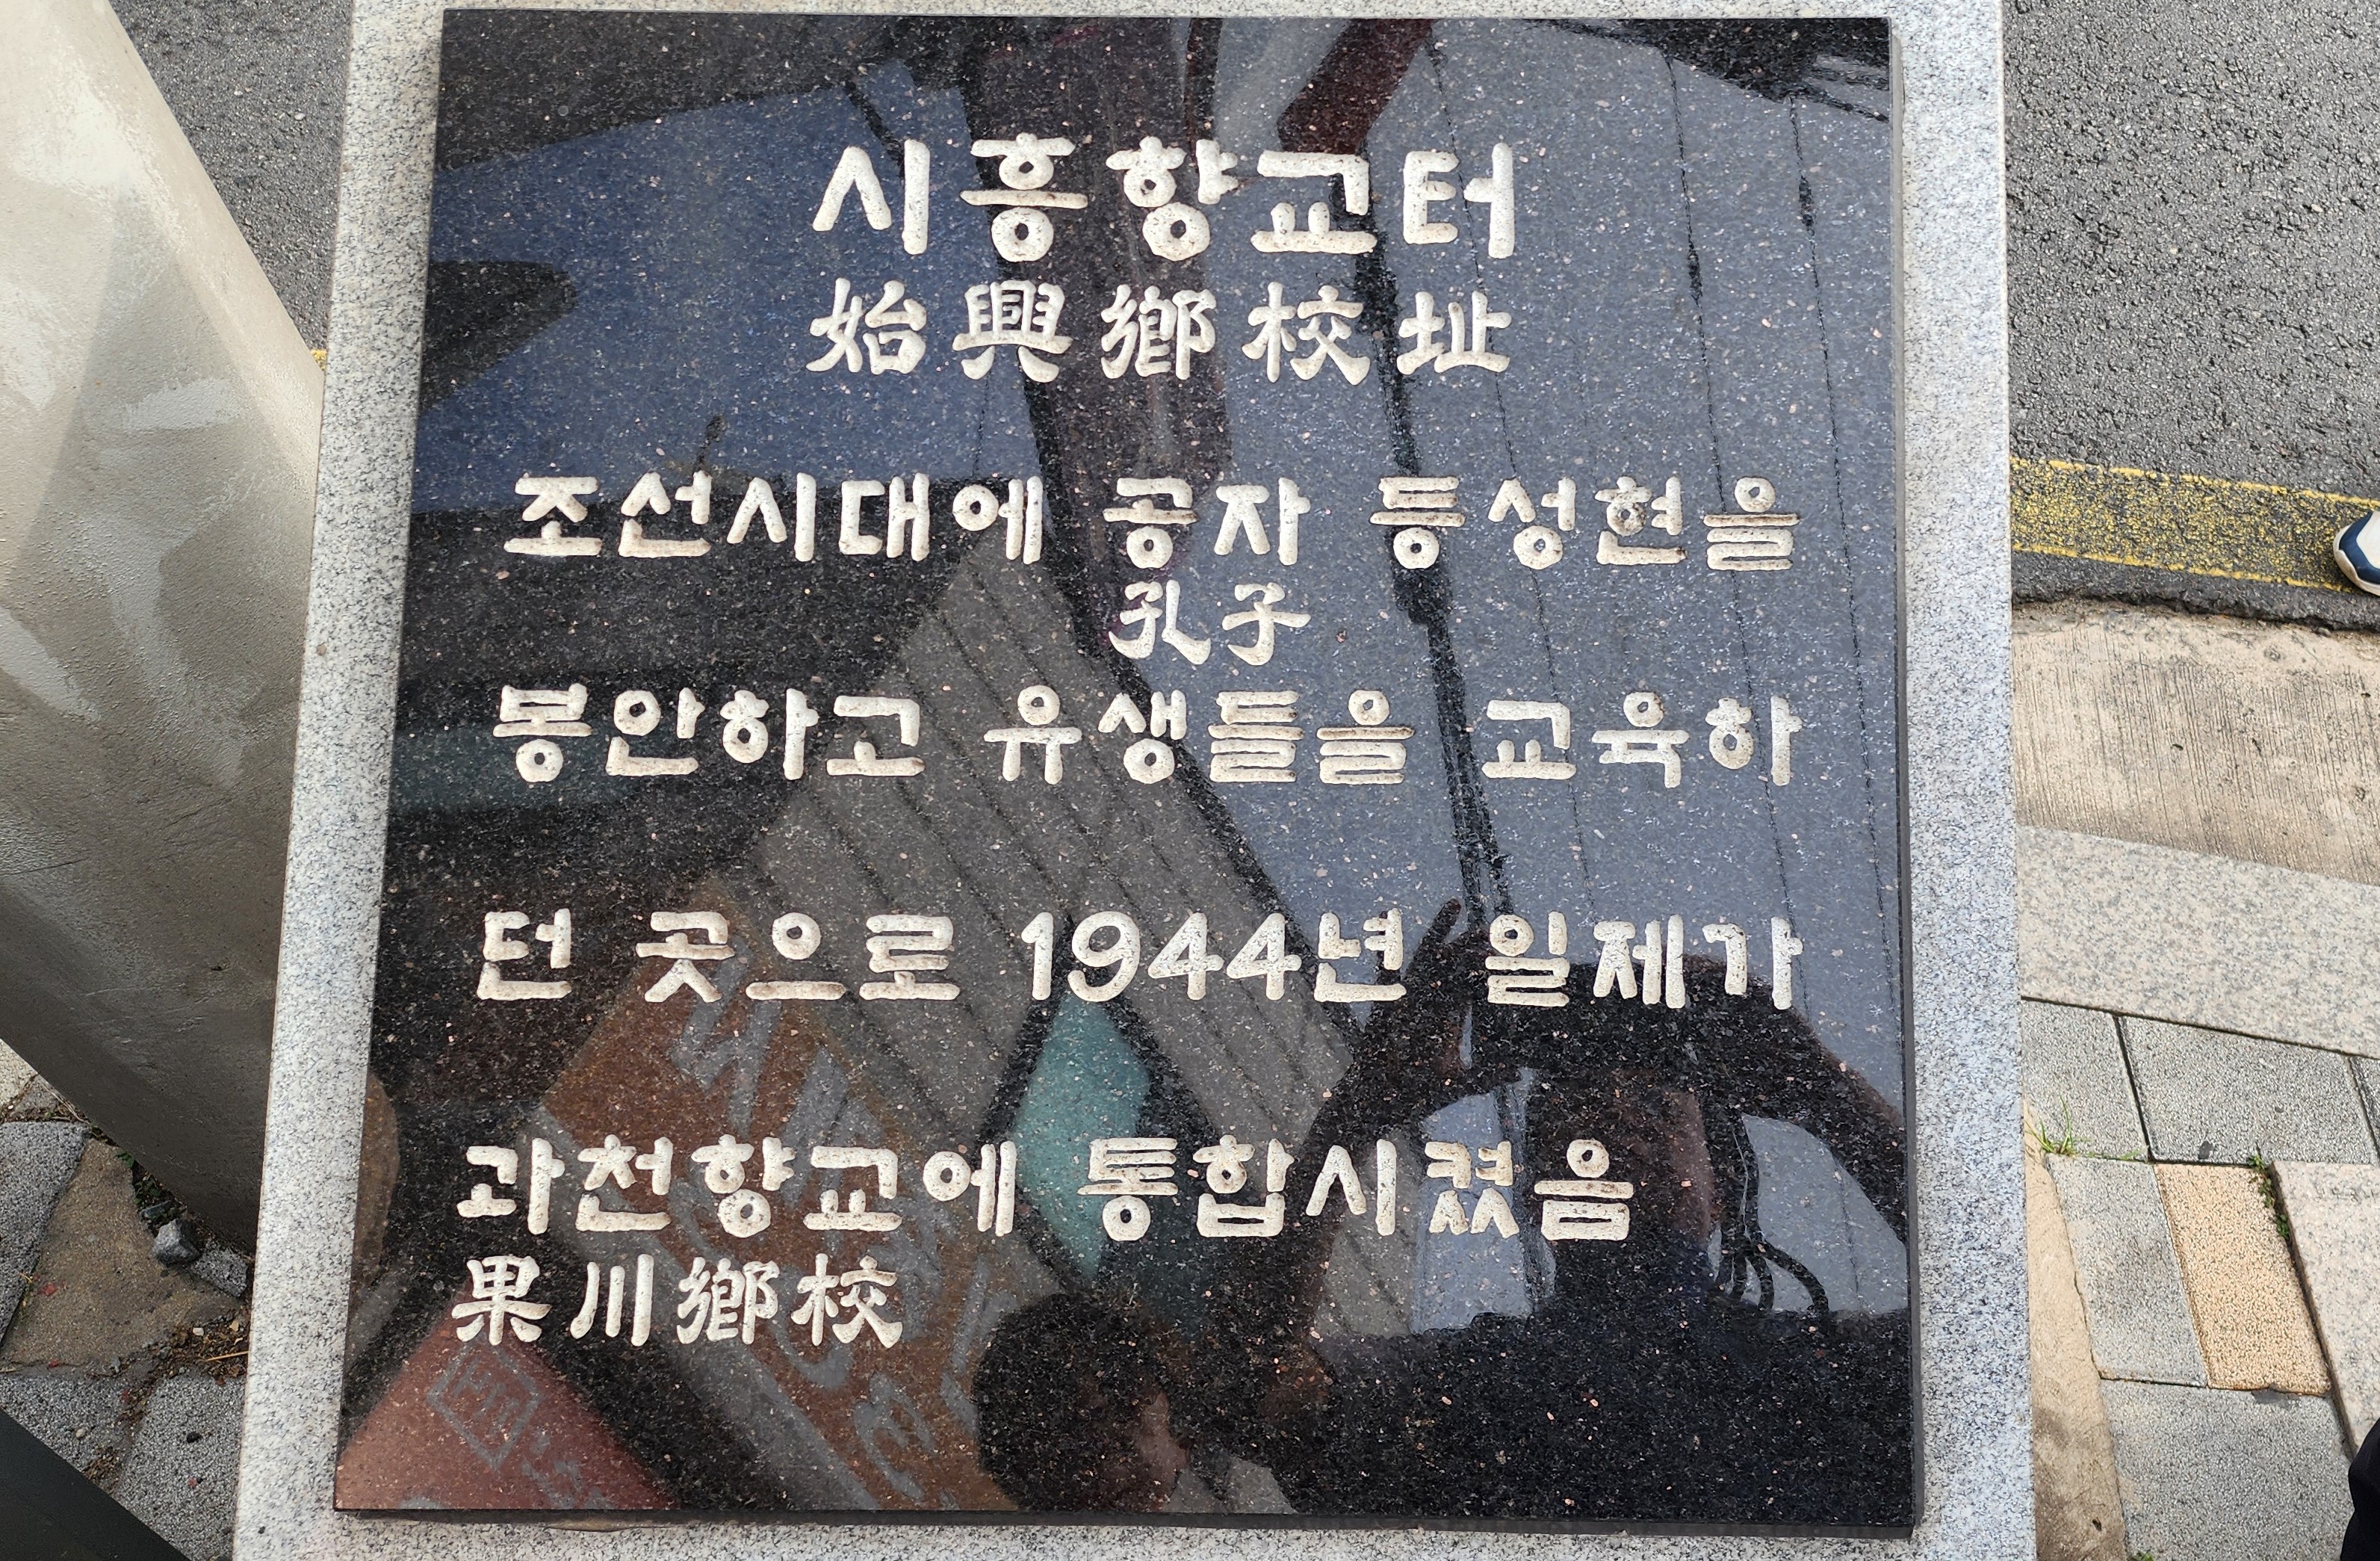 시흥향교터
始興鄕校址
조선시대에 공자 등성현을
孔子
봉안하고 유생들을 교육하
던 곳으로 1944년 일제가
과천향교에 통합시켰음
果川鄕校